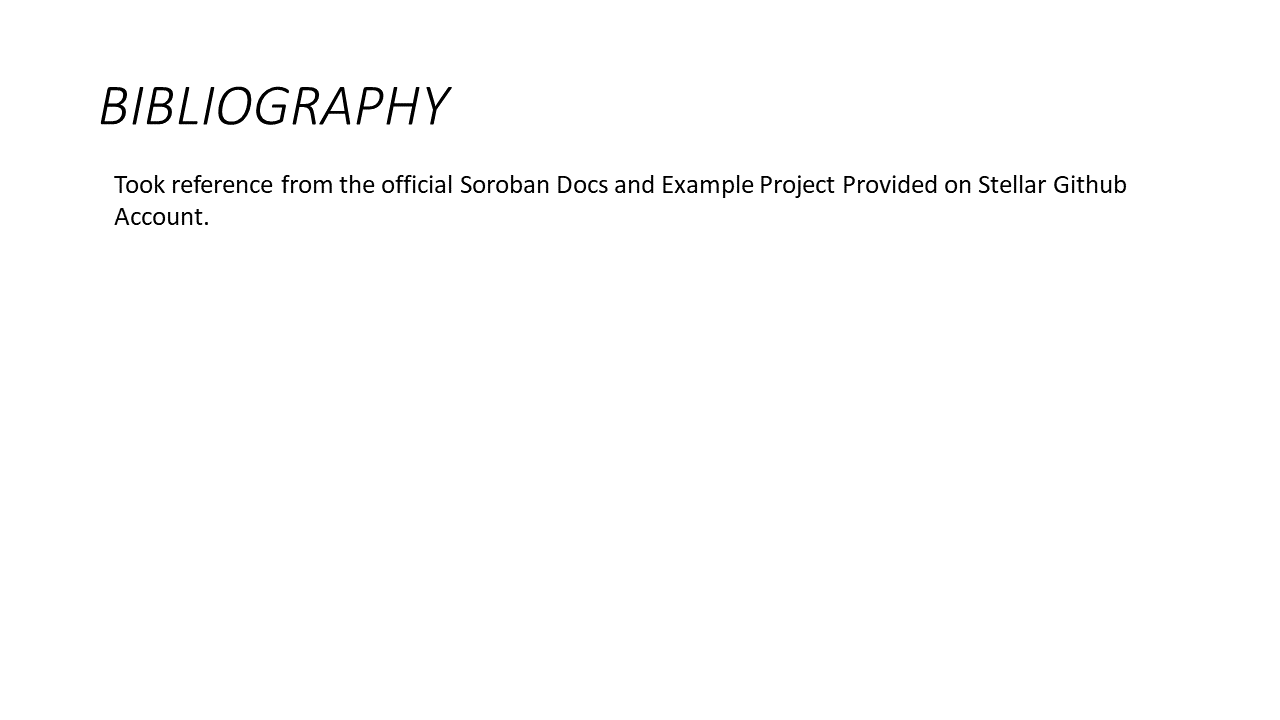 BIBLIOGRAPHY
Took reference from the official Soroban Docs and Example Project Provided on Stellar Github
Account.